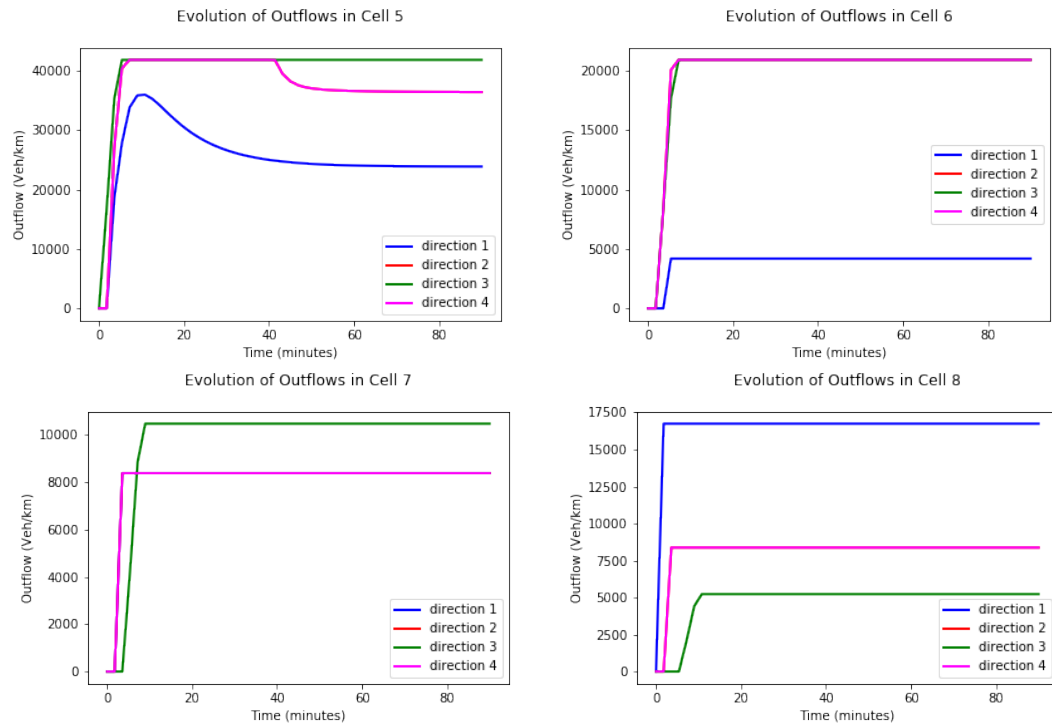 Evolution of Outflows in Cell 5
Outflow (Veh/km)
40000
30000
20000
10000
0
direction 1
direction 2
direction 3
direction 4
0 20 40 60 80
Time (minutes)
Evolution of Outflows in Cell 6
Outflow (Veh/km)
20000
15000
10000
5000
0
direction 1
direction 2
direction 3
direction 4
0 20 40 60 80
Time (minutes)
Evolution of Outflows in Cell 7
Outflow (Veh/km)
10000
8000
6000
4000
2000
0
direction 1
direction 2
direction 3
direction 4
0 20 40 60 80
Time (minutes)
Evolution of Outflows in Cell 8
Outflow (Veh/km)
17500
15000
12500
10000
7500
5000
2500
0
direction 1
direction 2
direction 3
direction 4
0 20 40 60 80
Time (minutes)